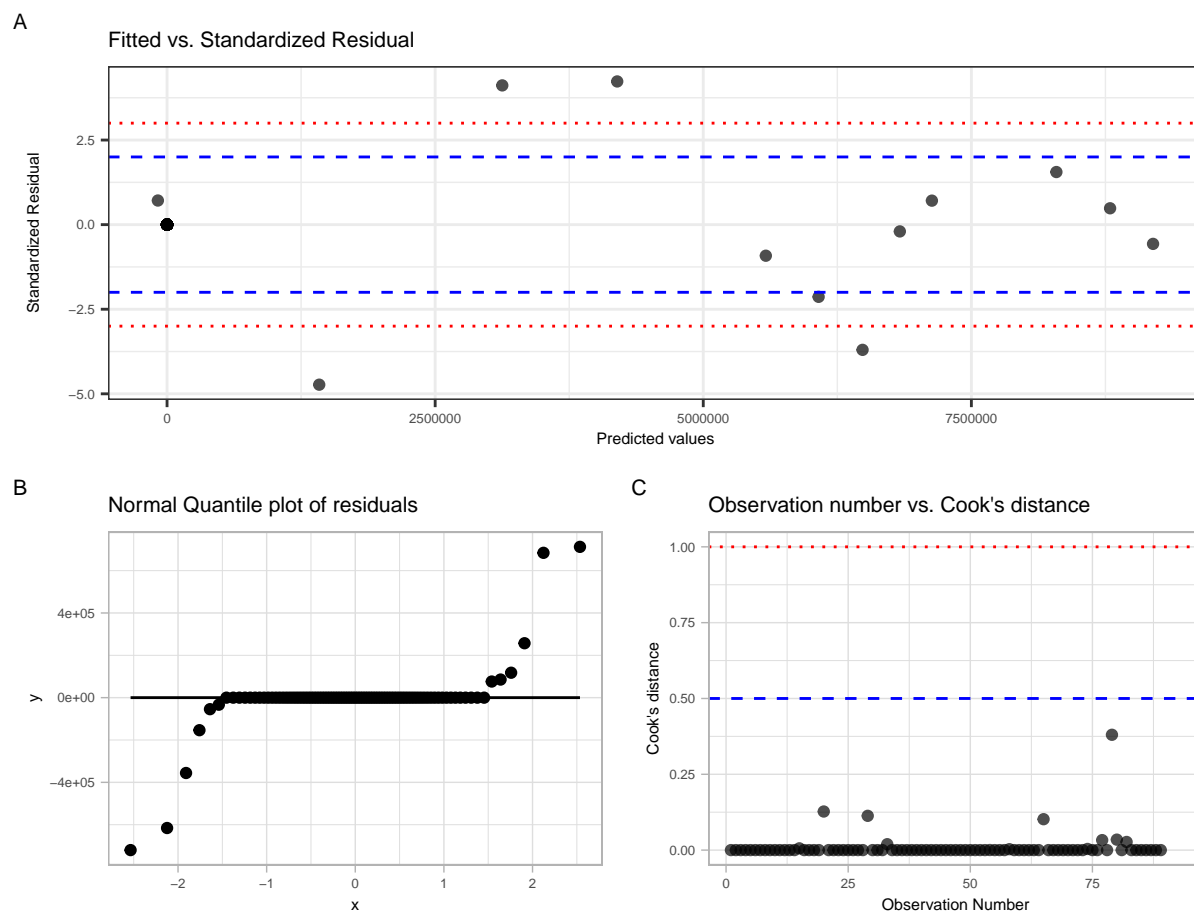 A
Fitted vs. Standardized Residual
Standardized Residual
2.5
0.0
−2.5
−5.0
0
2500000
5000000
7500000
Predicted values
B
Normal Quantile plot of residuals
y
4e+05
0e+00
−4e+05
−2
−1
0
1
2
x
C
Observation number vs. Cook's distance
Cook's distance
1.00
0.75
0.50
0.25
0.00
0
25
50
75
Observation Number